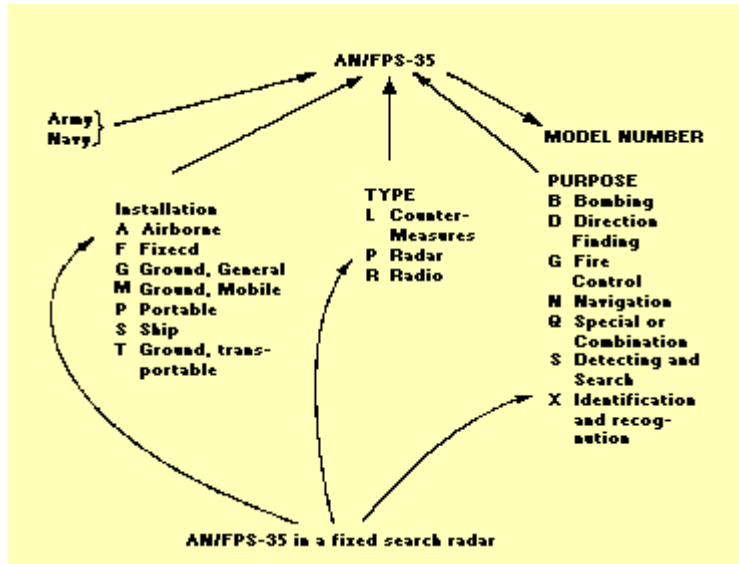 AN/FPS-35
Army
Navy
MODEL NUMBER
Installation
A Airborne
F Fixecd
G Ground, General
M Ground, Mobile
P Portable
S Ship
T Ground, trans-
portable
TYPE
L Counter-
Measures
P Radar
R Radio
PURPOSE
B Bombing
D Direction
Finding
G Fire
Control
N Navigation
Q Special or
Combination
S Detecting and
Search
X Identification
and recog-
nution
AN/FPS-35 in a fixed search radar